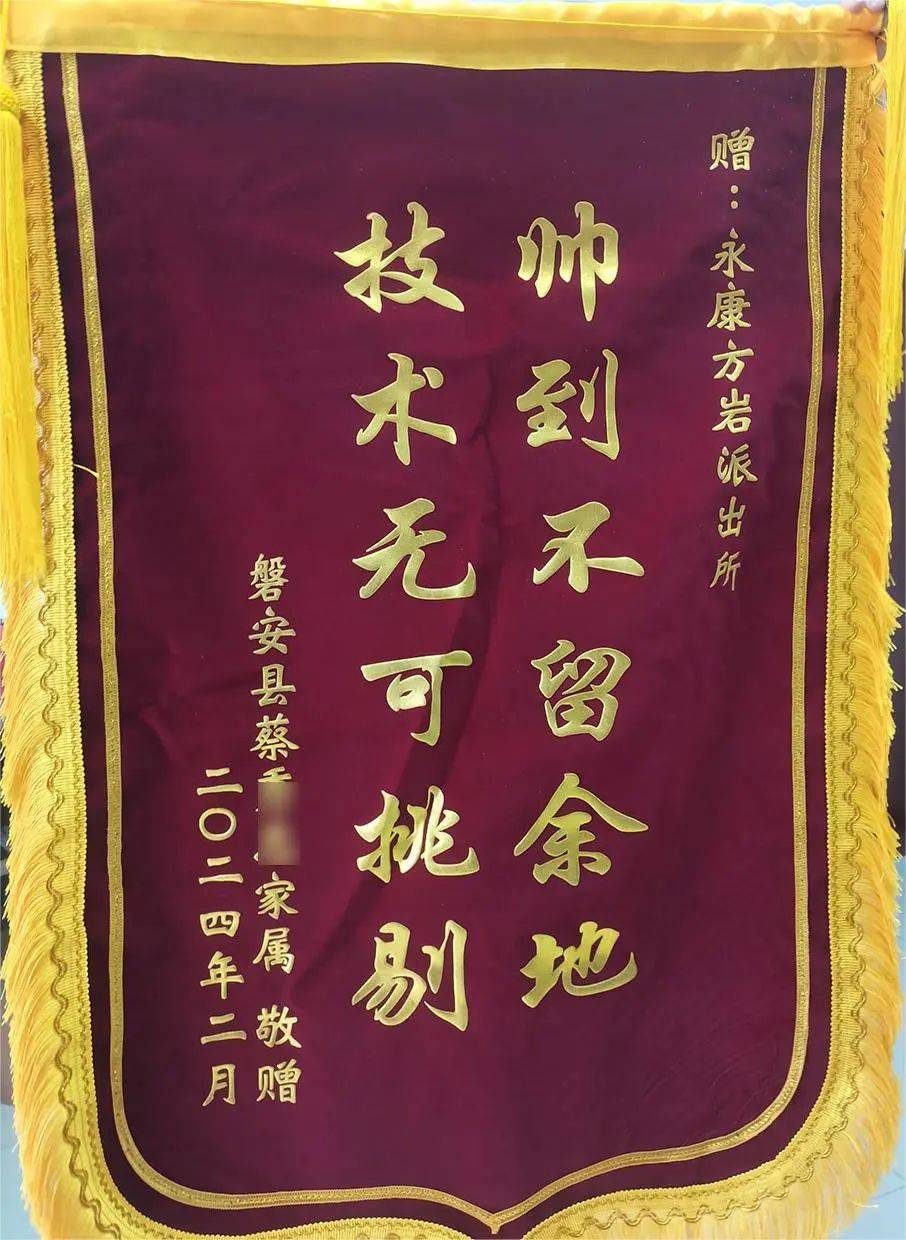 赠：永康方岩派出所
帅到不留余地
技术无可挑剔
磐安县蔡 家属 敬赠
二〇二四年二月